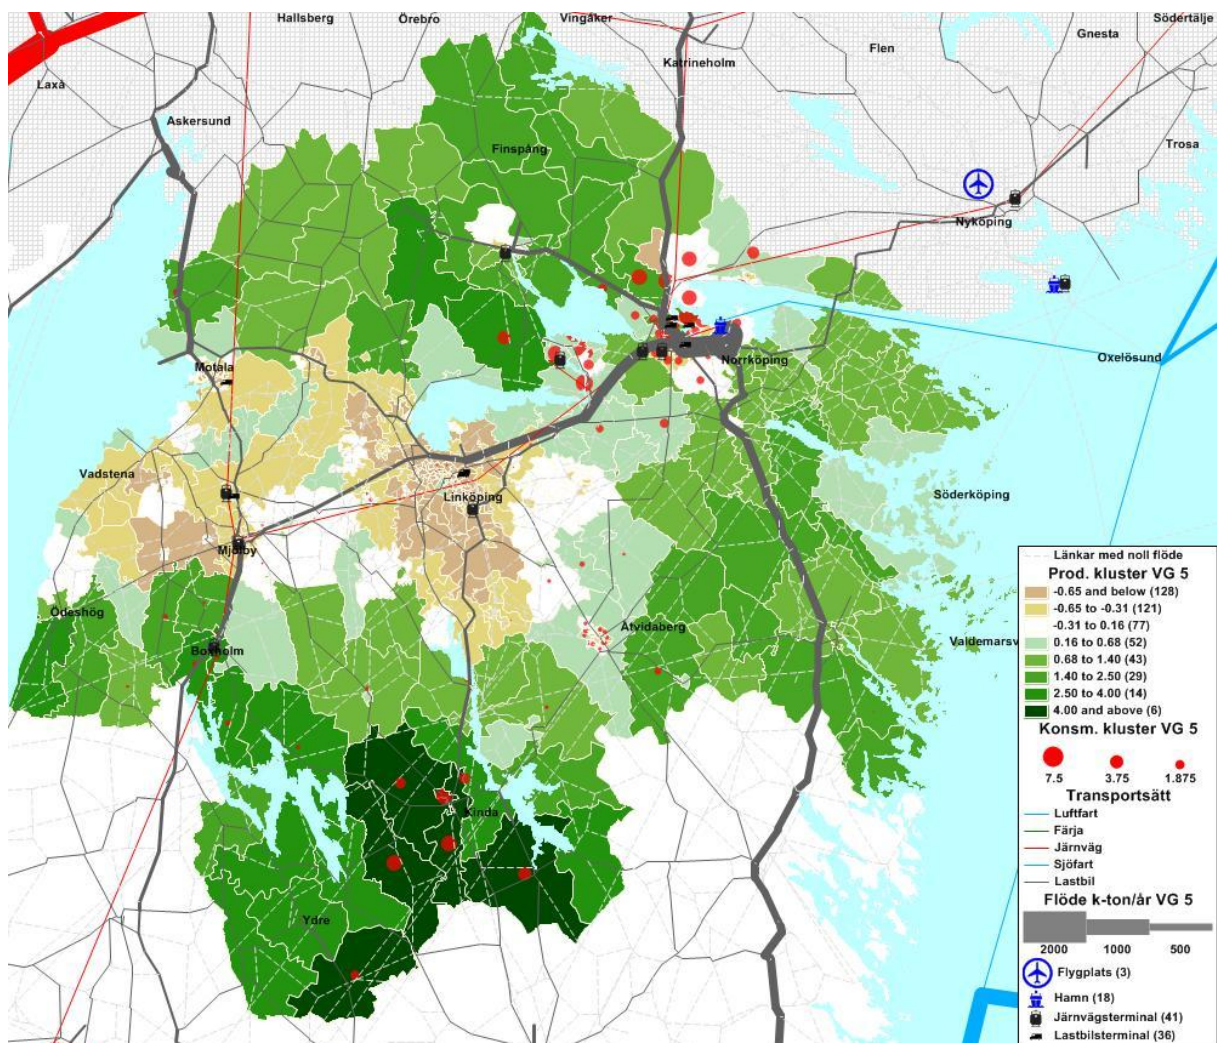 Hallsberg
Örebro
Vingåker
Södertälje
Gnesta
Flen
Katrineholm
Laxå
Askersund
Trosa
Finspång
Nyköping
Oxelösund
Motala
Norrköping
Vadstena
Linköping
Söderköping
Mjölby
Ödeshög
Åtvidaberg
Boxholm
Valdemarsv
Kinda
Ydre
Länkar med noll flöde
Prod. kluster VG 5
-0.65 and below (128)
-0.65 to -0.31 (121)
-0.31 to 0.16 (77)
0.16 to 0.68 (52)
0.68 to 1.40 (43)
1.40 to 2.50 (29)
2.50 to 4.00 (14)
4.00 and above (6)
Konsm. kluster VG 5
7.5 3.75 1.875
Transportsätt
Luftfart
Färja
Järnväg
Sjöfart
Lastbil
Flöde k-ton/år VG 5
2000 1000 500
Flygplats (3)
Hamn (18)
Järnvägsterminal (41)
Lastbilsterminal (36)